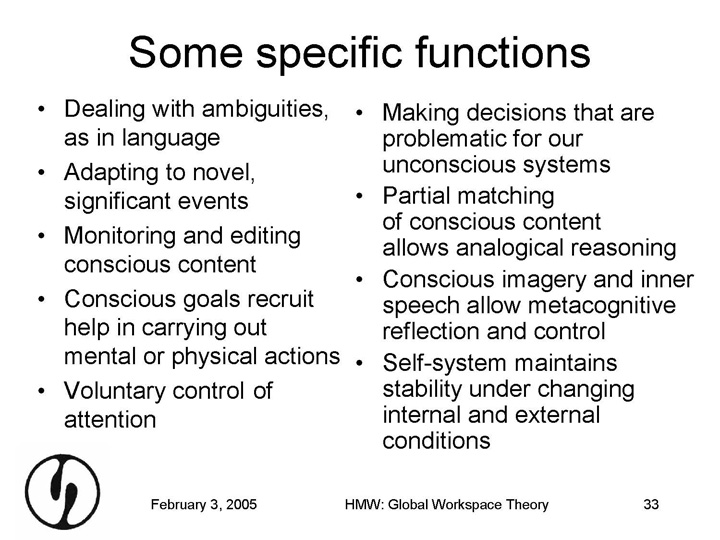 Some specific functions
• Dealing with ambiguities,
as in language
• Adapting to novel,
significant events
• Monitoring and editing
conscious content
• Conscious goals recruit
help in carrying out
mental or physical actions
• Voluntary control of
attention
• Making decisions that are
problematic for our
unconscious systems
• Partial matching
of conscious content
allows analogical reasoning
• Conscious imagery and inner
speech allow metacognitive
reflection and control
• Self-system maintains
stability under changing
internal and external
conditions
February 3, 2005
HMW: Global Workspace Theory
33